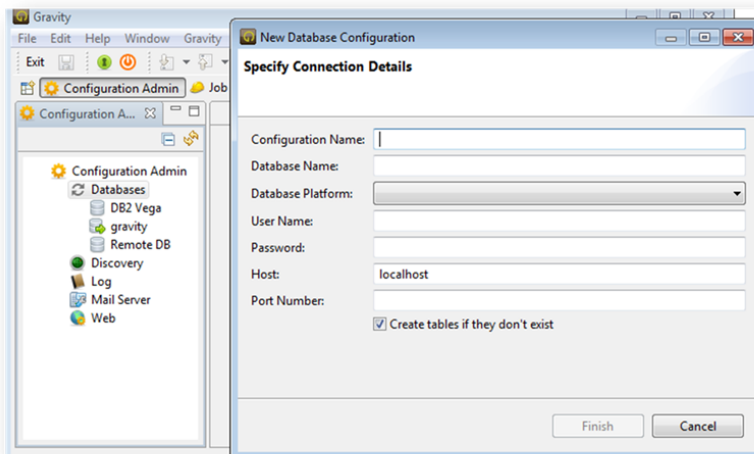 Gravity
File Edit Help Window Gravity
Exit
Configuration Admin Job
Configuration A...
Configuration Admin
Databases
DB2 Vega
gravity
Remote DB
Discovery
Log
Mail Server
Web
New Database Configuration
Specify Connection Details
Configuration Name:
Database Name:
Database Platform:
User Name:
Password:
Host: localhost
Port Number:
Create tables if they don't exist
Finish Cancel